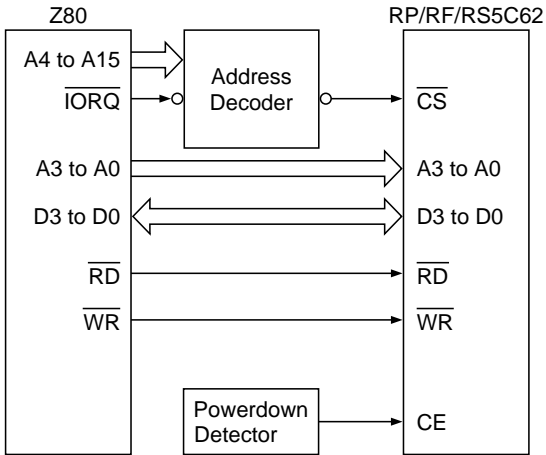 Z80
RP/RF/RS5C62
A4 to A15
Address
Decoder
IORQ
CS
A3 to A0
A3 to A0
D3 to D0
D3 to D0
RD
RD
WR
WR
Powerdown
Detector
CE